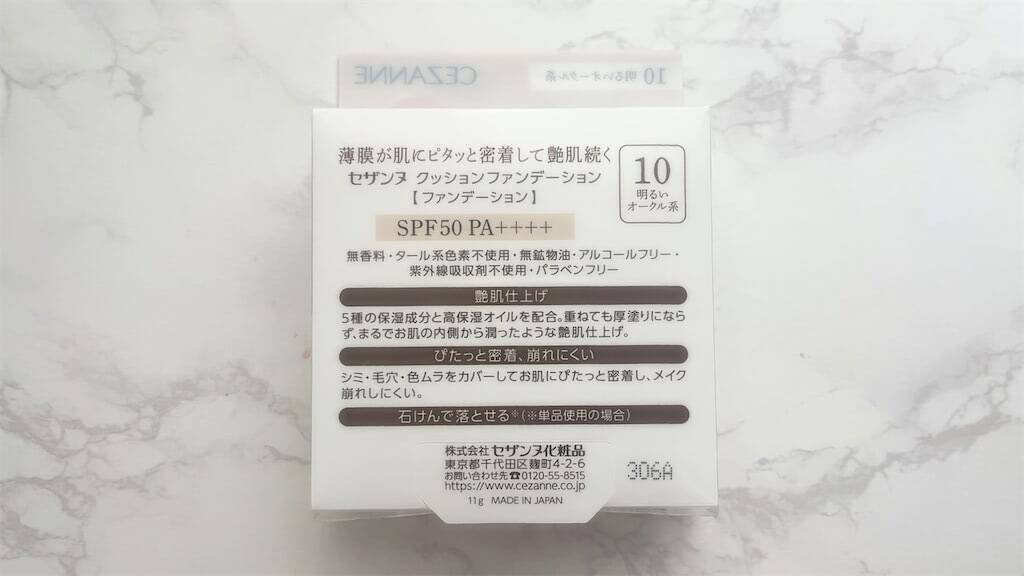 CEZANNE
10 明るいオークル系
薄膜が肌にピタッと密着して艶肌続く
セザンヌ クッションファンデーション
【ファンデーション】
SPF50 PA++++
10
明るい
オークル系
無香料・タール系色素不使用・無鉱物油・アルコールフリー・
紫外線吸収剤不使用・パラベンフリー
艶肌仕上げ
5種の保湿成分と高保湿オイルを配合。重ねても厚塗りになら
ず、まるでお肌の内側から潤ったような艶肌仕上げ。
ぴたっと密着、崩れにくい
シミ・毛穴・色ムラをカバーしてお肌にぴたっと密着し、メイク
崩れしにくい。
石けんで落とせる※(※単品使用の場合)
株式会社 セザンヌ化粧品
東京都千代田区麹町4-2-6
お問い合わせ先☎0120-55-8515
https://www.cezanne.co.jp
11g MADE IN JAPAN
306A